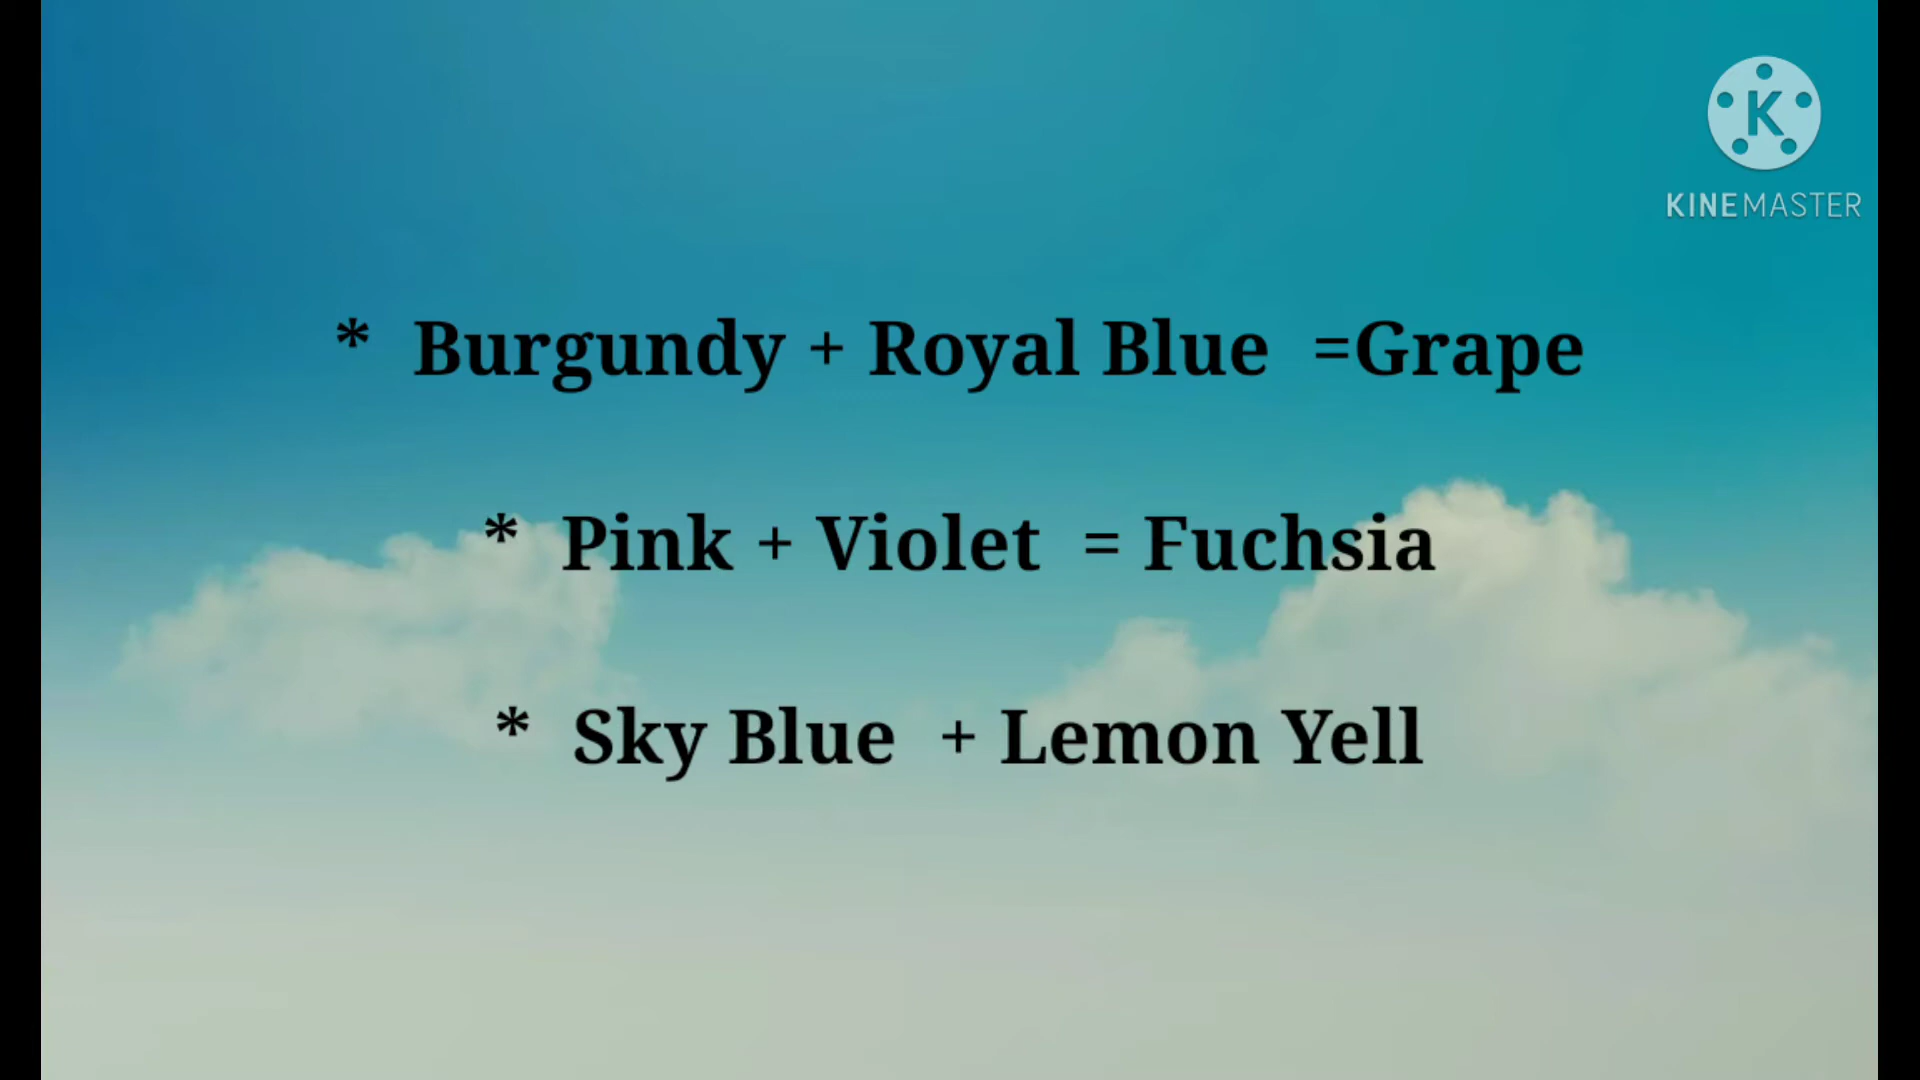 K
KINEMASTER
*  Burgundy + Royal Blue  =Grape
*  Pink + Violet  = Fuchsia
*  Sky Blue  + Lemon Yell